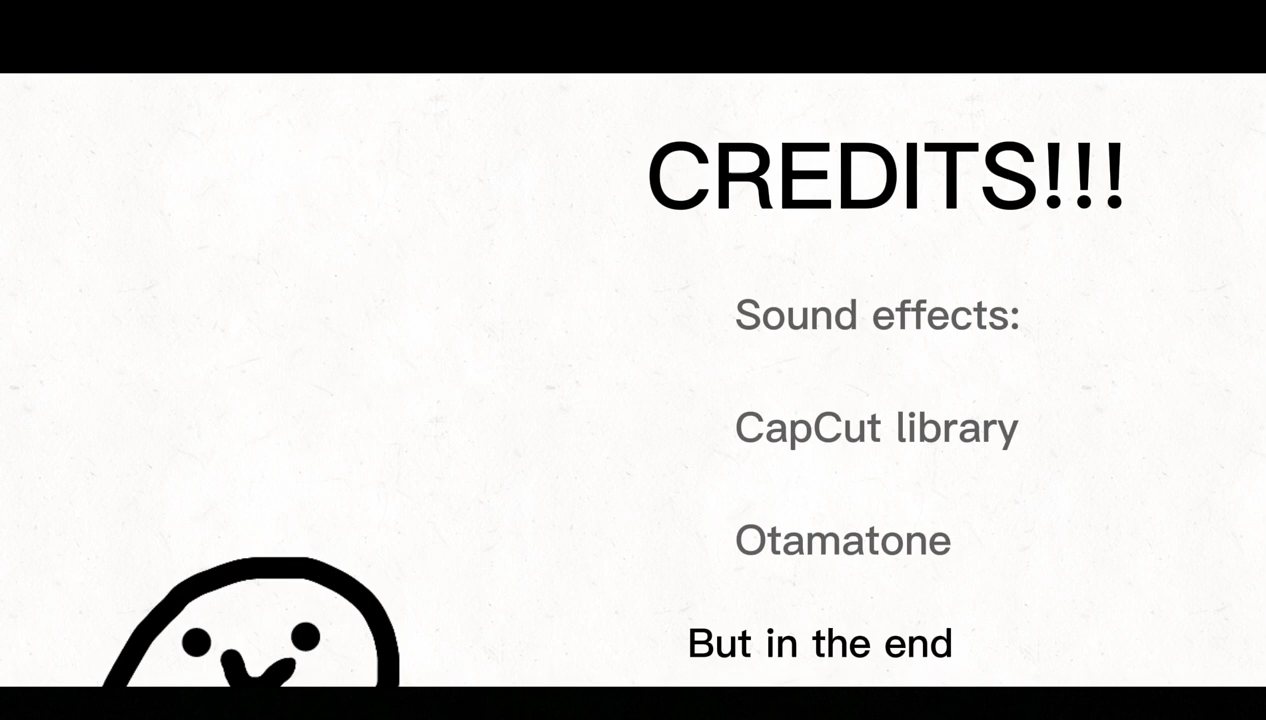 CREDITS!!!
Sound effects:
CapCut library
Otamatone
But in the end